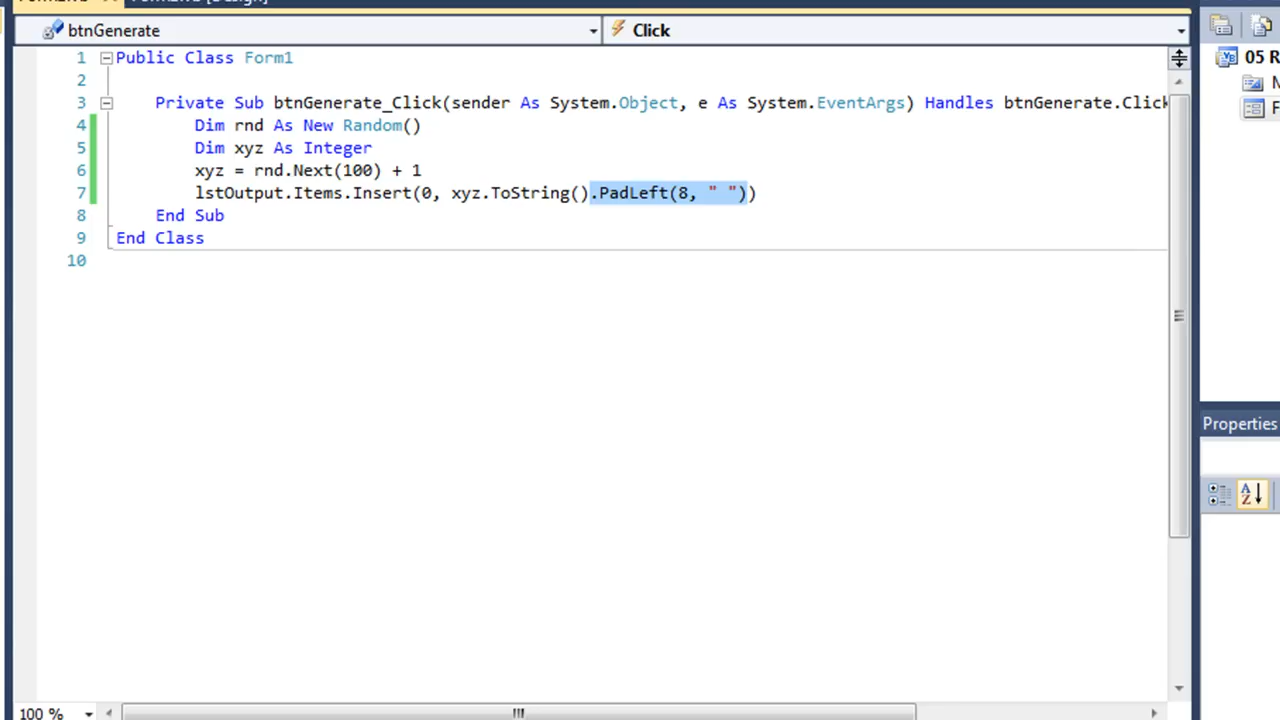 btnGenerate
Click
1 Public Class Form1
2
3 Private Sub btnGenerate_Click(sender As System.Object, e As System.EventArgs) Handles btnGenerate.Click
4 Dim rnd As New Random()
5 Dim xyz As Integer
6 xyz = rnd.Next(100) + 1
7 lstOutput.Items.Insert(0, xyz.ToString().PadLeft(8, " "))
8 End Sub
9 End Class
10
100 %
05 R
Properties